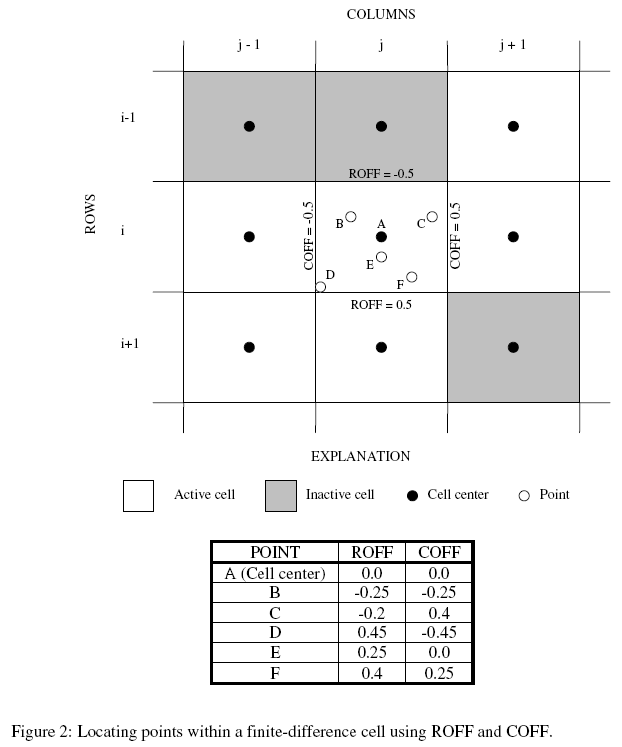 COLUMNS
j - 1 j j + 1
i-1
ROFF = -0.5
ROWS
i
COFF = -0.5
B A C
COFF = 0.5
E
D F
ROFF = 0.5
i+1
EXPLANATION
Active cell Inactive cell Cell center Point
POINT ROFF COFF
A (Cell center) 0.0 0.0
B -0.25 -0.25
C -0.2 0.4
D 0.45 -0.45
E 0.25 0.0
F 0.4 0.25
Figure 2: Locating points within a finite-difference cell using ROFF and COFF.